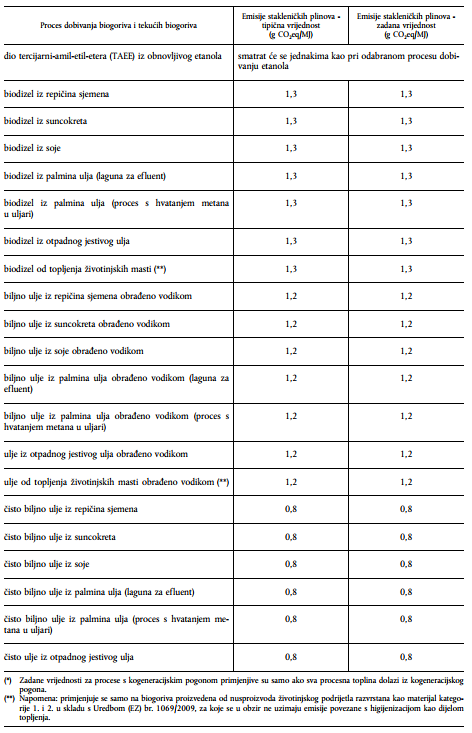 Proces dobivanja biogoriva i tekućih biogoriva
Emisije stakleničkih plinova -
tipična vrijednost
(g CO₂eq/MJ)
Emisije stakleničkih plinova -
zadana vrijednost
(g CO₂eq/MJ)
dio tercijarni-amil-etil-etera (TAEE) iz obnovljivog etanola
smatrat će se jednakima kao pri odabranom procesu dobi-
vanju etanola
biodizel iz repičina sjemena 1,3 1,3
biodizel iz suncokreta 1,3 1,3
biodizel iz soje 1,3 1,3
biodizel iz palmina ulja (laguna za efluent) 1,3 1,3
biodizel iz palmina ulja (proces s hvatanjem metana
u uljari) 1,3 1,3
biodizel iz otpadnog jestivog ulja 1,3 1,3
biodizel od topljenja životinjskih masti (**) 1,3 1,3
biljno ulje iz repičina sjemena obrađeno vodikom 1,2 1,2
biljno ulje iz suncokreta obrađeno vodikom 1,2 1,2
biljno ulje iz soje obrađeno vodikom 1,2 1,2
biljno ulje iz palmina ulja obrađeno vodikom (laguna za
efluent) 1,2 1,2
biljno ulje iz palmina ulja obrađeno vodikom (proces s
hvatanjem metana u uljari) 1,2 1,2
ulje iz otpadnog jestivog ulja obrađeno vodikom 1,2 1,2
ulje od topljenja životinjskih masti obrađeno vodikom (**) 1,2 1,2
čisto biljno ulje iz repičina sjemena 0,8 0,8
čisto biljno ulje iz suncokreta 0,8 0,8
čisto biljno ulje iz soje 0,8 0,8
čisto biljno ulje iz palmina ulja (laguna za efluent) 0,8 0,8
čisto biljno ulje iz palmina ulja (proces s hvatanjem me-
tana u uljari) 0,8 0,8
čisto ulje iz otpadnog jestivog ulja 0,8 0,8
(*) Zadane vrijednosti za procese s kogeneracijskim pogonom primjenjive su samo ako sva procesna toplina dolazi iz kogeneracijskog
pogona.
(**) Napomena: primjenjuje se samo na biogoriva proizvedena od nusproizvoda životinjskog podrijetla razvrstana kao materijal katego-
rije 1. i 2. u skladu s Uredbom (EZ) br. 1069/2009, za koje se u obzir ne uzimaju emisije povezane s higijenizacijom kao dijelom
topljenja.